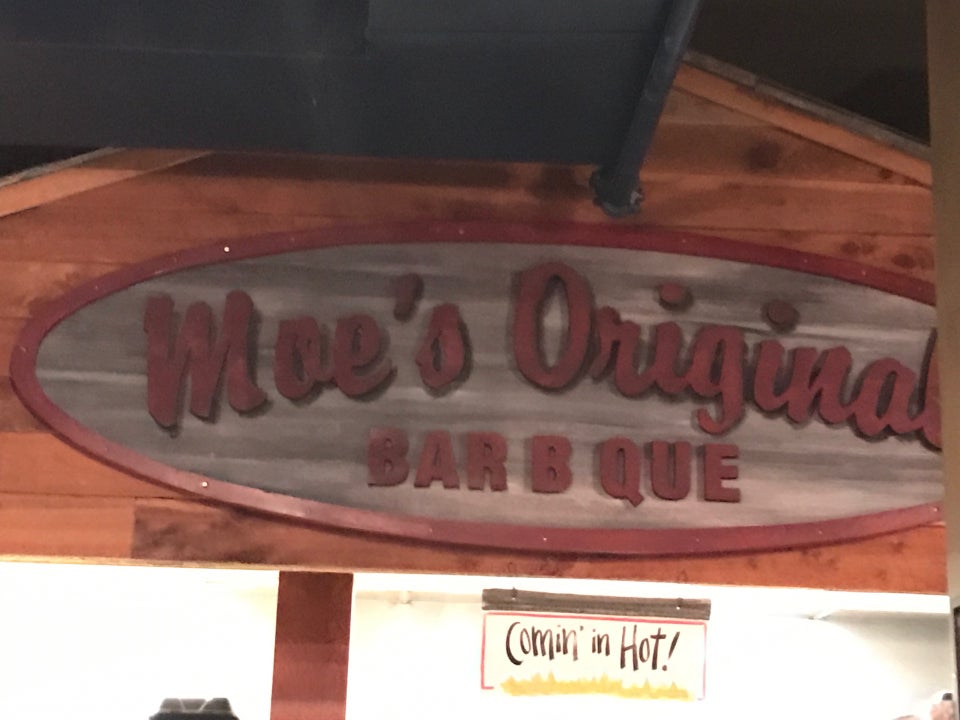 Moe's Original
BAR B QUE
Comin' in Hot!